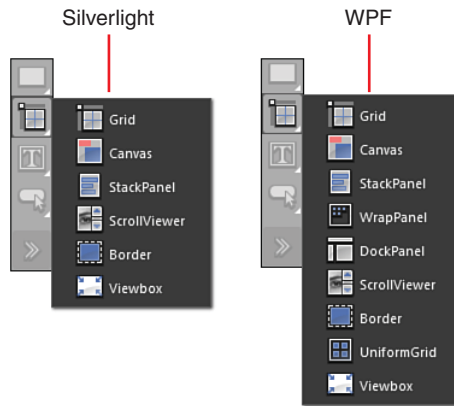 Silverlight
Grid
Canvas
StackPanel
ScrollViewer
Border
Viewbox
WPF
Grid
Canvas
StackPanel
WrapPanel
DockPanel
ScrollViewer
Border
UniformGrid
Viewbox